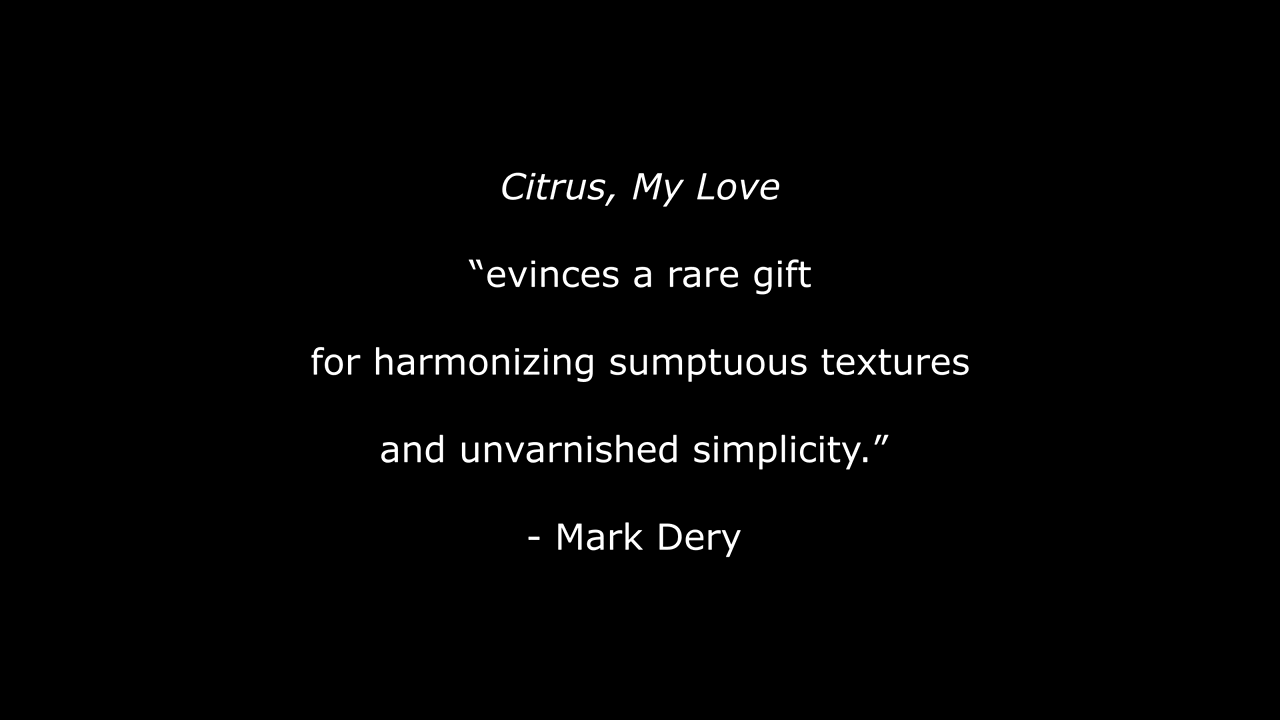 Citrus, My Love
“evinces a rare gift
for harmonizing sumptuous textures
and unvarnished simplicity.”
- Mark Dery